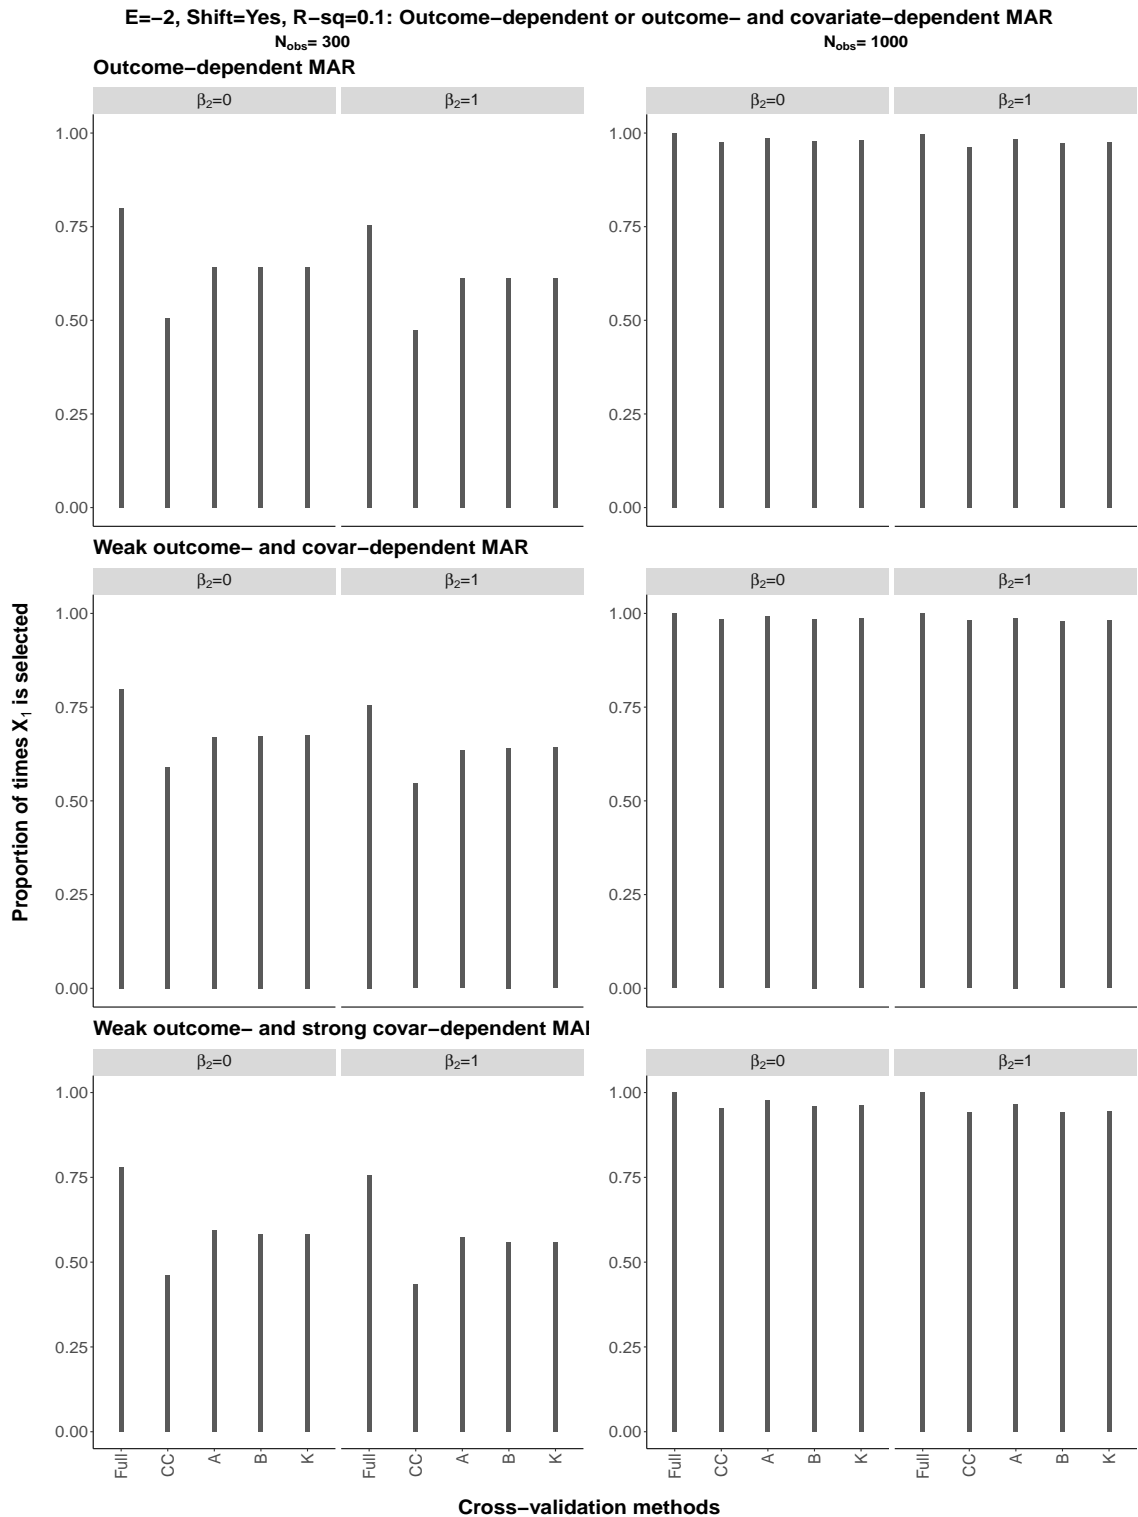 E=−2, Shift=Yes, R−sq=0.1: Outcome−dependent or outcome− and covariate−dependent MAR
N_obs= 300
N_obs= 1000
Outcome−dependent MAR
β₂=0
β₂=1
β₂=0
β₂=1
1.00
0.75
0.50
0.25
0.00
1.00
0.75
0.50
0.25
0.00
Weak outcome− and covar−dependent MAR
β₂=0
β₂=1
β₂=0
β₂=1
1.00
0.75
0.50
0.25
0.00
1.00
0.75
0.50
0.25
0.00
Proportion of times X₁ is selected
Weak outcome− and strong covar−dependent MAI
β₂=0
β₂=1
β₂=0
β₂=1
1.00
0.75
0.50
0.25
0.00
1.00
0.75
0.50
0.25
0.00
Full CC A B K
Full CC A B K
Full CC A B K
Full CC A B K
Cross−validation methods